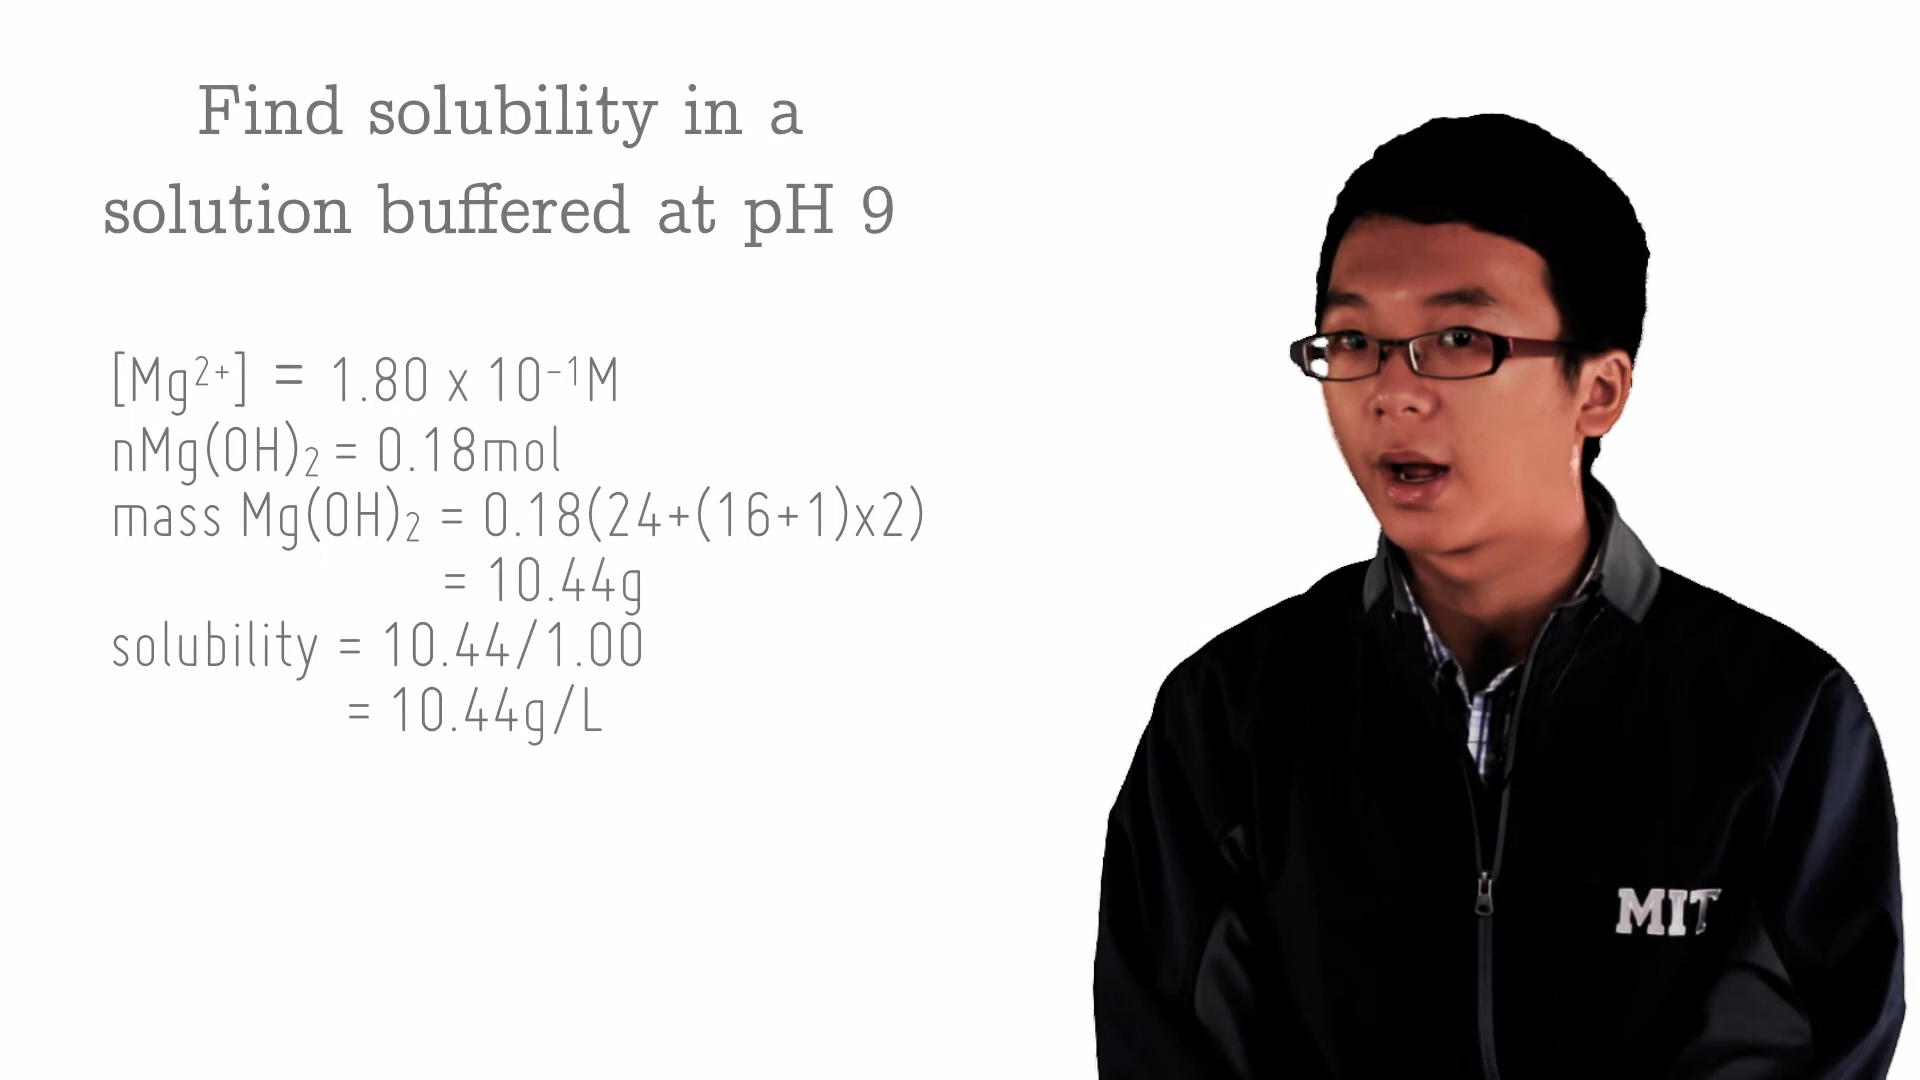 Find solubility in a
solution buffered at pH 9
[Mg²⁺] = 1.80 x 10⁻¹M
nMg(OH)₂ = 0.18mol
mass Mg(OH)₂ = 0.18(24+(16+1)x2)
= 10.44g
solubility = 10.44/1.00
= 10.44g/L
MIT